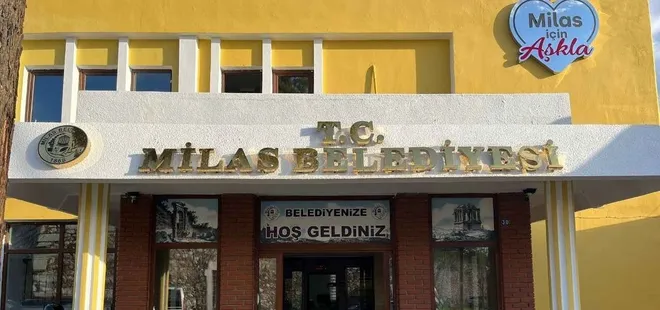 Milas
için
Aşkla
T.C.
MİLAS BELEDİYESİ
BELEDİYENİZE
HOŞ GELDİNİZ